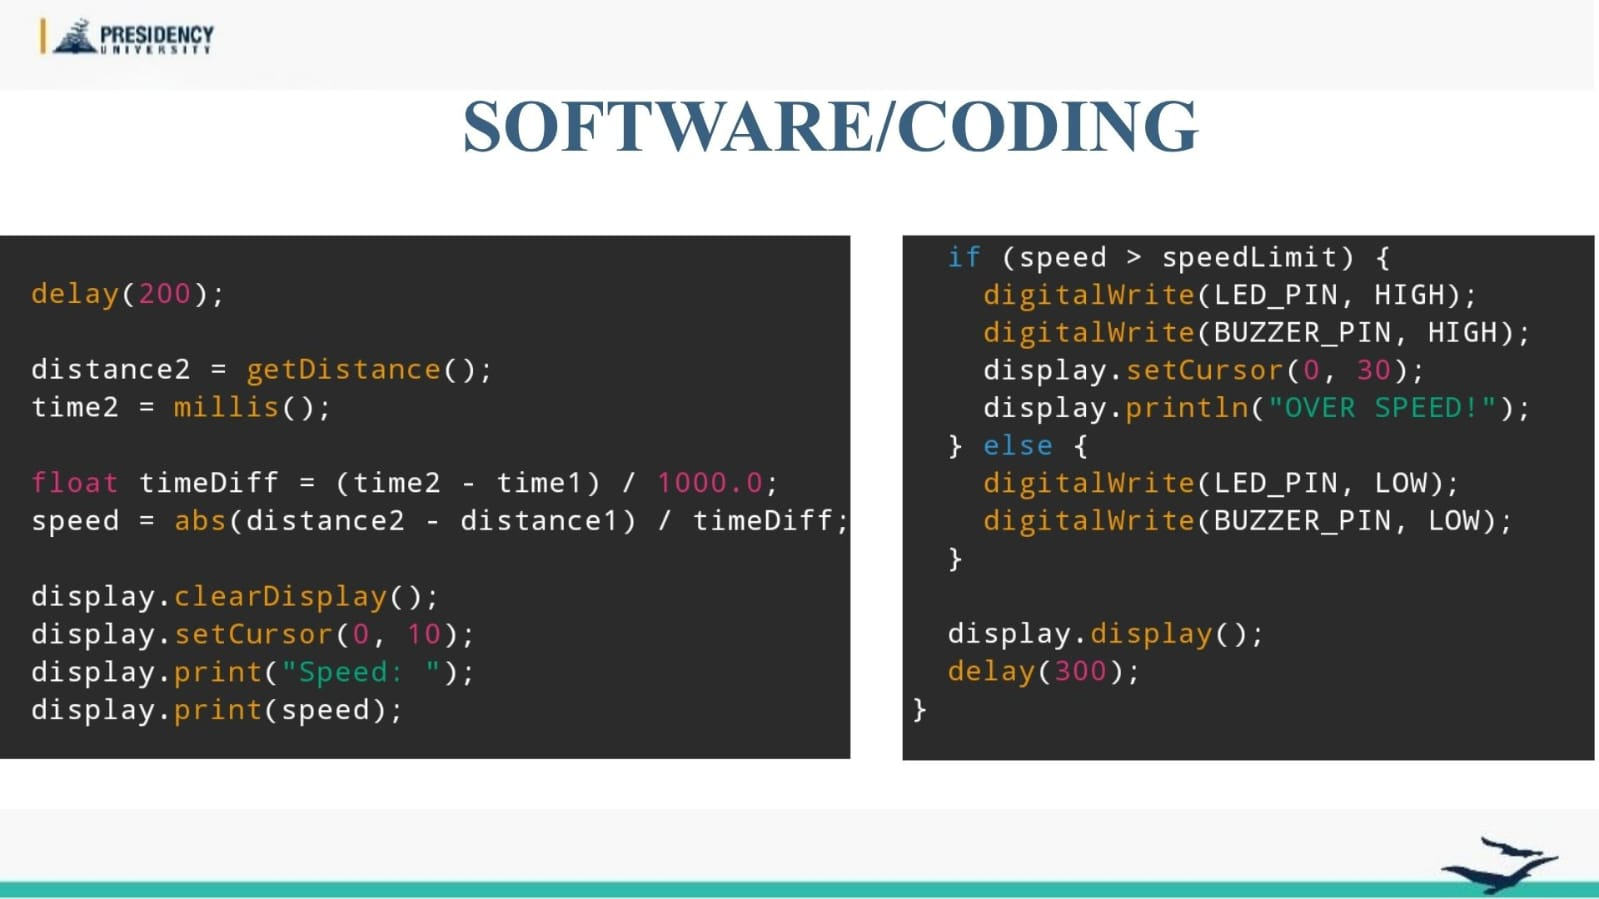 PRESIDENCY
UNIVERSITY
SOFTWARE/CODING
delay(200);
distance2 = getDistance();
time2 = millis();
float timeDiff = (time2 - time1) / 1000.0;
speed = abs(distance2 - distance1) / timeDiff;
display.clearDisplay();
display.setCursor(0, 10);
display.print("Speed: ");
display.print(speed);
if (speed > speedLimit) {
digitalWrite(LED_PIN, HIGH);
digitalWrite(BUZZER_PIN, HIGH);
display.setCursor(0, 30);
display.println("OVER SPEED!");
} else {
digitalWrite(LED_PIN, LOW);
digitalWrite(BUZZER_PIN, LOW);
}
display.display();
delay(300);
}